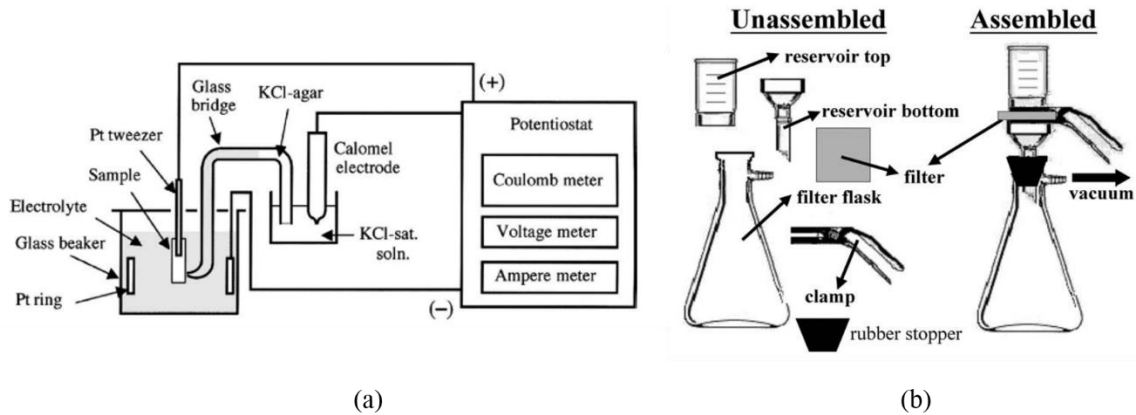 Glass
bridge
KCl-agar
(+)
Pt tweezer
Sample
Electrolyte
Glass beaker
Pt ring
Calomel
electrode
KCl-sat.
soln.
(−)
Potentiostat
Coulomb meter
Voltage meter
Ampere meter
(a)
Unassembled
Assembled
reservoir top
reservoir bottom
filter
filter flask
vacuum
clamp
rubber stopper
(b)